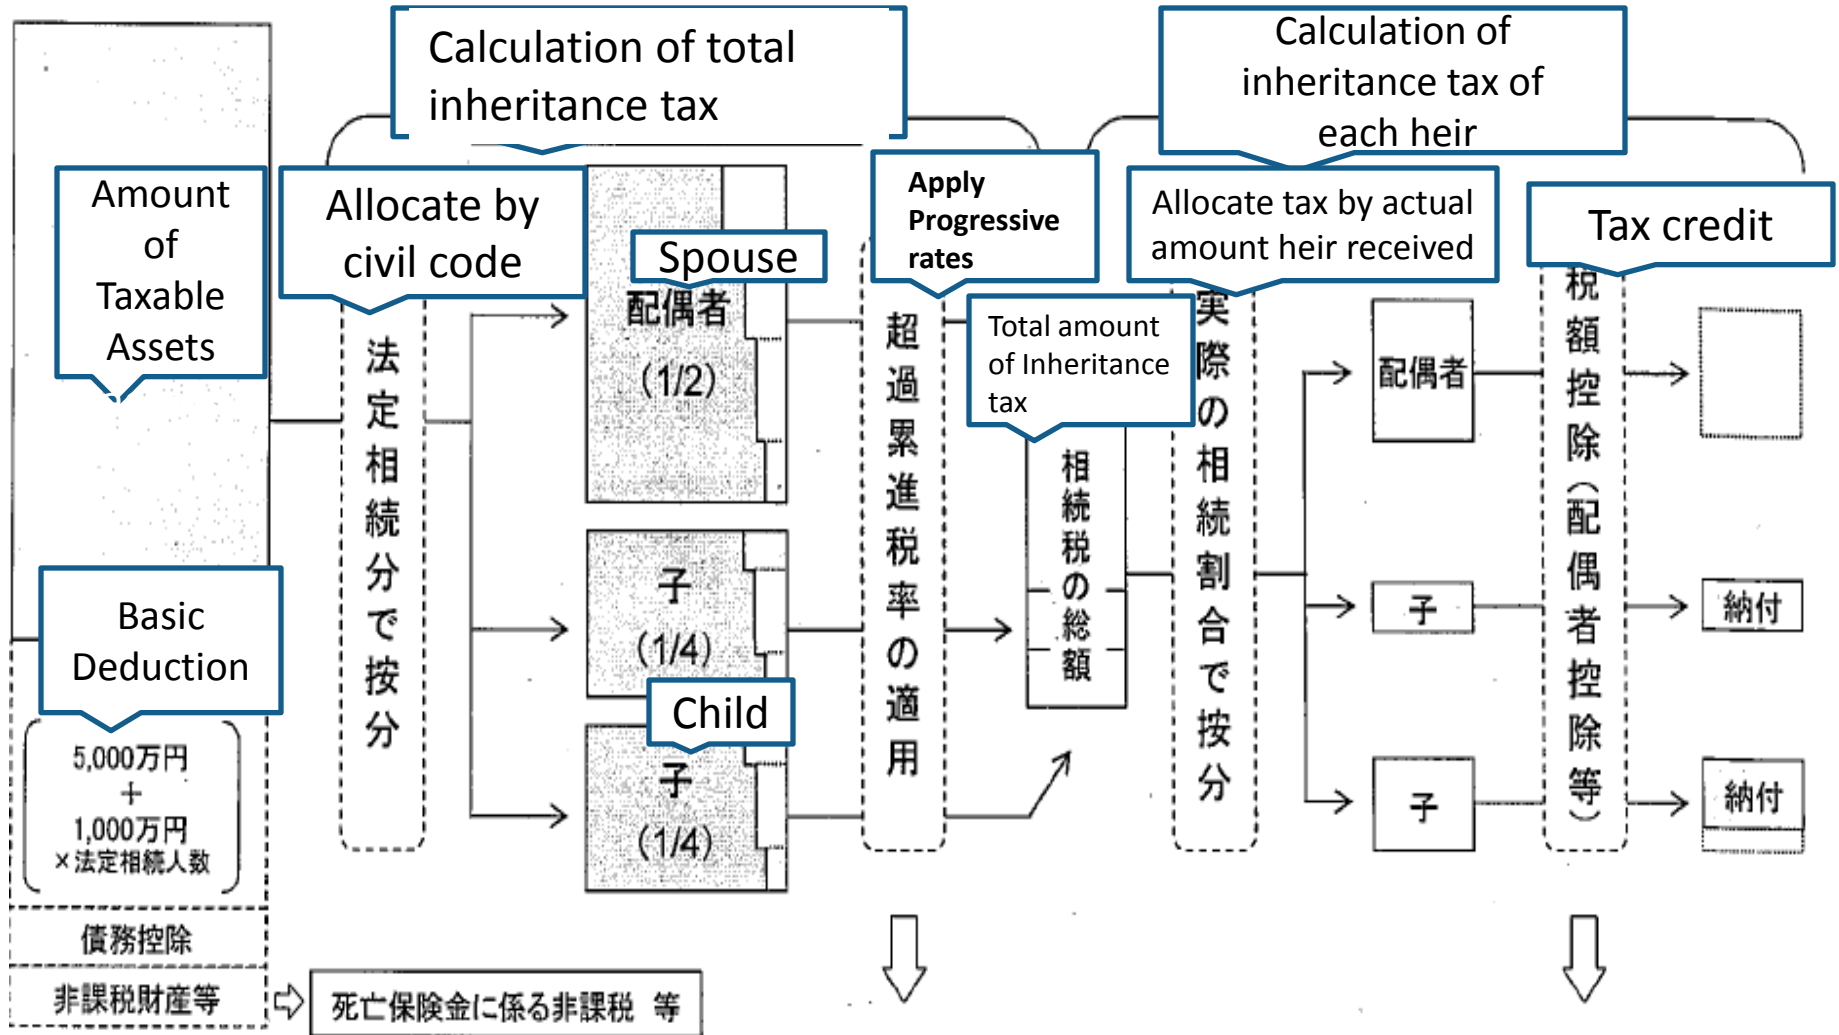 Calculation of total
inheritance tax
Calculation of
inheritance tax of
each heir
Amount
of
Taxable
Assets
Allocate by
civil code
Spouse
Apply
Progressive
rates
Allocate tax by actual
amount heir received
Tax credit
Total amount
of Inheritance
tax
Basic
Deduction
5,000万円
+
1,000万円
×法定相続人数
債務控除
非課税財産等
死亡保険金に係る非課税 等
法定相続分で按分
配偶者
(1/2)
子
(1/4)
Child
子
(1/4)
超過累進税率の適用
相続税の総額
実際の相続割合で按分
配偶者
子
子
税額控除(配偶者控除等)
納付
納付